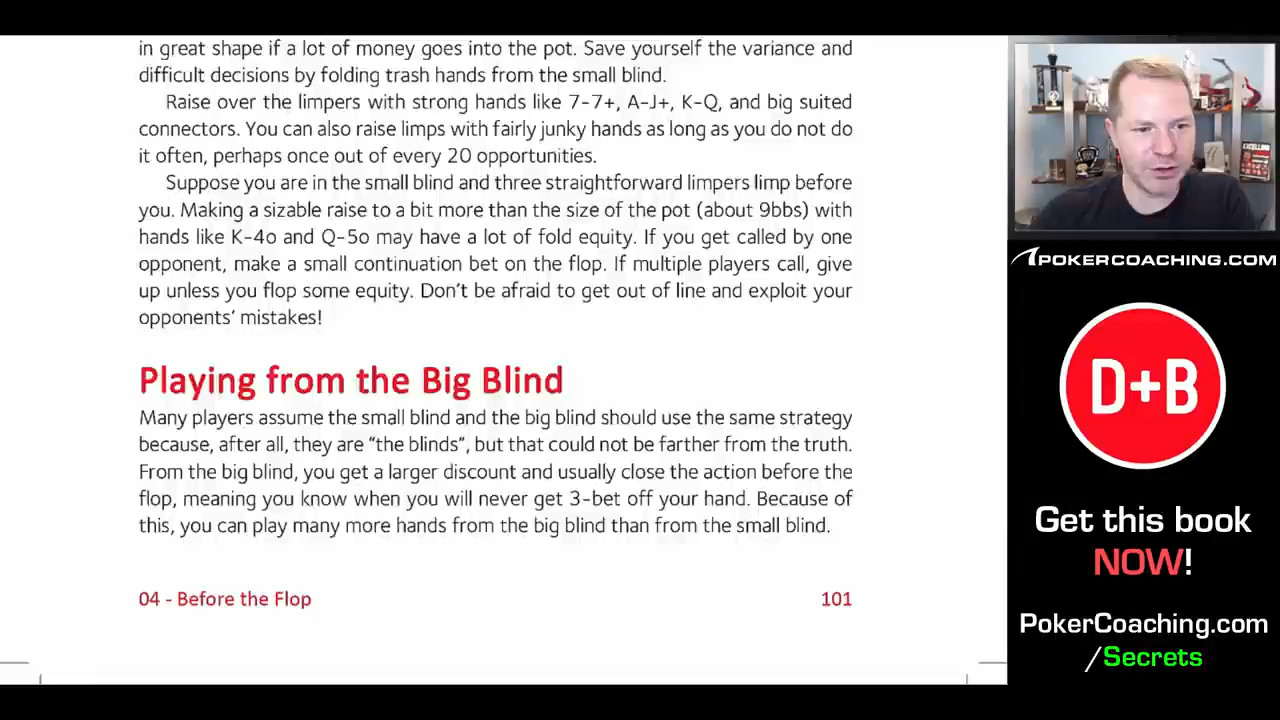 in great shape if a lot of money goes into the pot. Save yourself the variance and
difficult decisions by folding trash hands from the small blind.
Raise over the limpers with strong hands like 7-7+, A-J+, K-Q, and big suited
connectors. You can also raise limps with fairly junky hands as long as you do not do
it often, perhaps once out of every 20 opportunities.
Suppose you are in the small blind and three straightforward limpers limp before
you. Making a sizable raise to a bit more than the size of the pot (about 9bbs) with
hands like K-4o and Q-5o may have a lot of fold equity. If you get called by one
opponent, make a small continuation bet on the flop. If multiple players call, give
up unless you flop some equity. Don't be afraid to get out of line and exploit your
opponents' mistakes!
Playing from the Big Blind
Many players assume the small blind and the big blind should use the same strategy
because, after all, they are “the blinds”, but that could not be farther from the truth.
From the big blind, you get a larger discount and usually close the action before the
flop, meaning you know when you will never get 3-bet off your hand. Because of
this, you can play many more hands from the big blind than from the small blind.
04 - Before the Flop
101
POKERCOACHING.COM
D+B
Get this book
NOW!
PokerCoaching.com
/Secrets